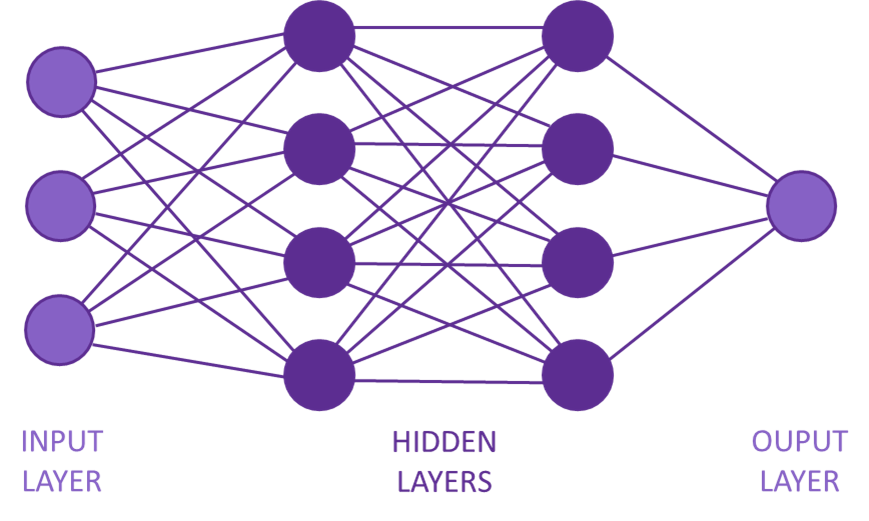 INPUT
LAYER
HIDDEN
LAYERS
OUPUT
LAYER